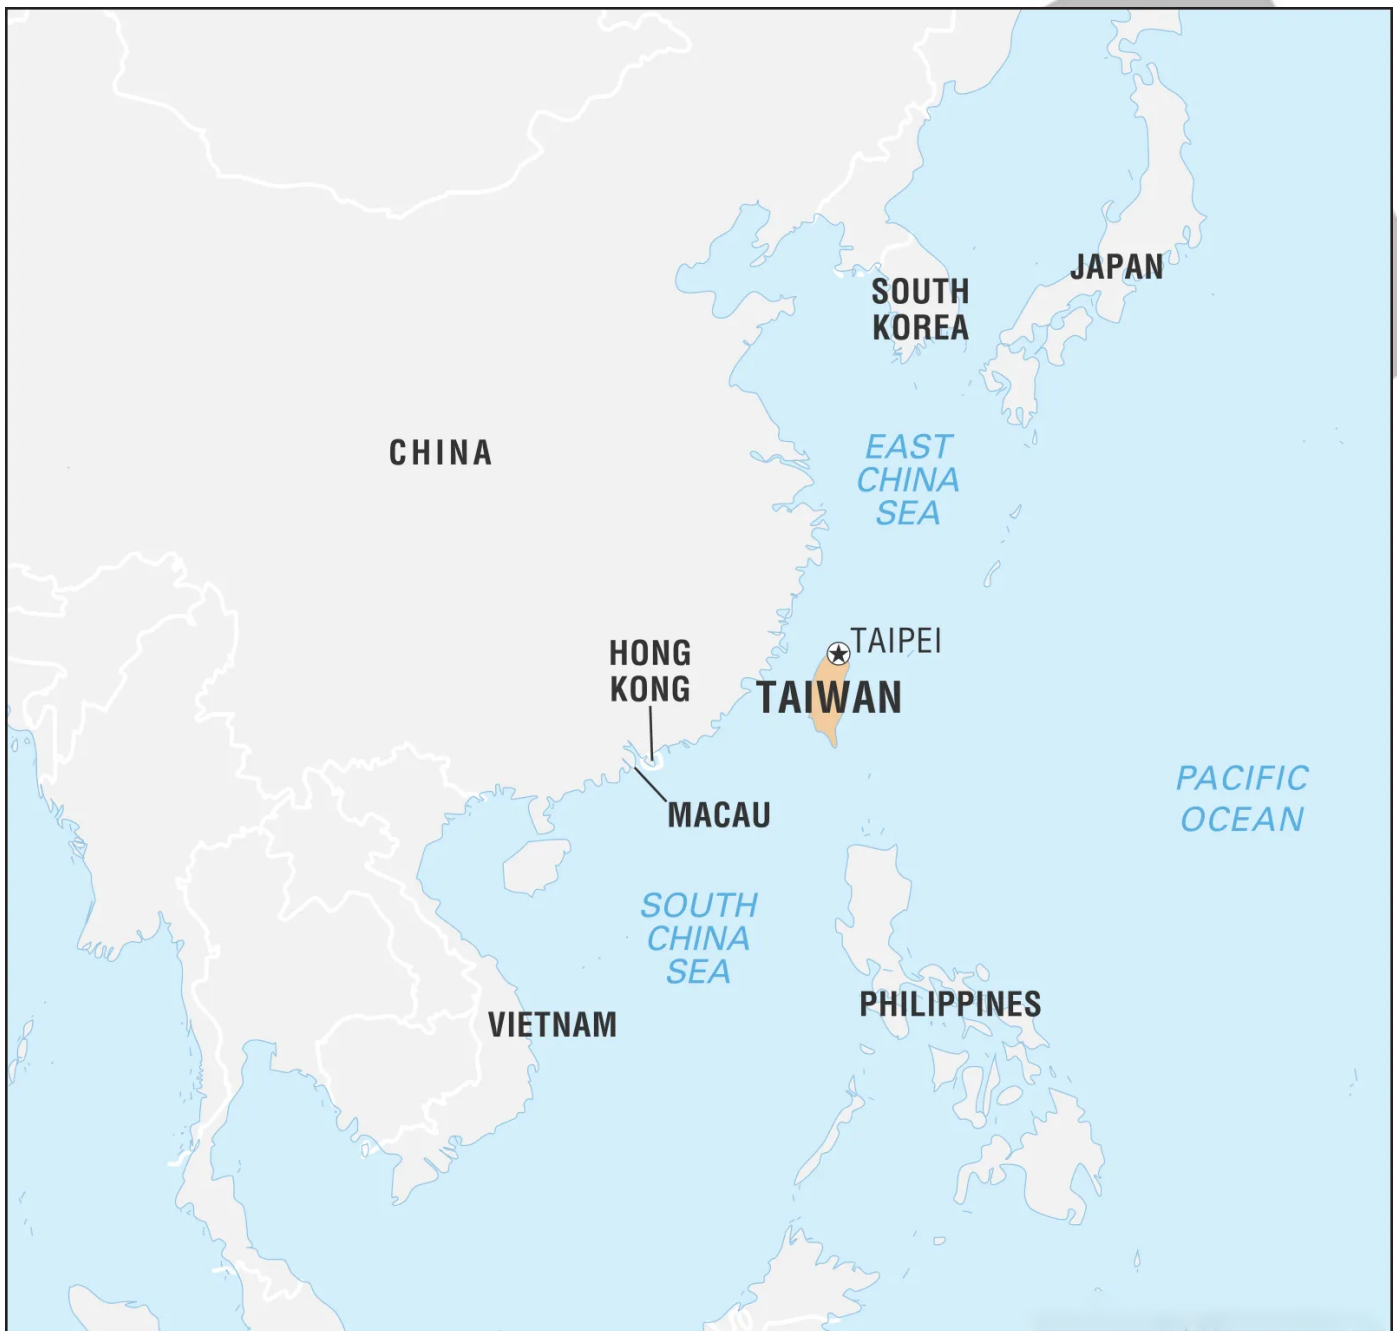 JAPAN
SOUTH
KOREA
CHINA
EAST
CHINA
SEA
TAIPEI
HONG
KONG
TAIWAN
PACIFIC
OCEAN
MACAU
SOUTH
CHINA
SEA
PHILIPPINES
VIETNAM